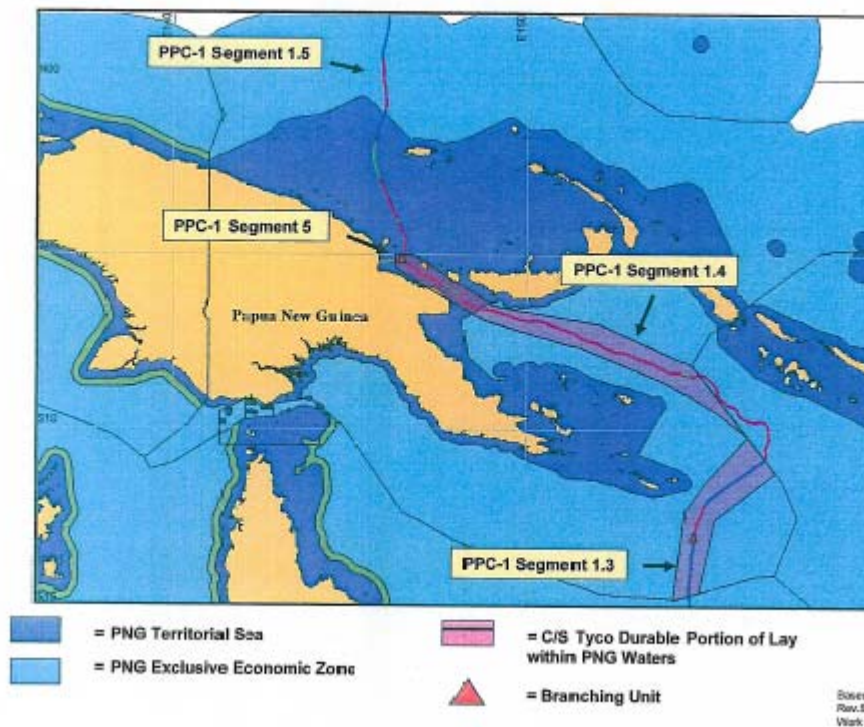 E150
PPC-1 Segment 1.5
PPC-1 Segment 5
PPC-1 Segment 1.4
Papua New Guinea
PPC-1 Segment 1.3
= PNG Territorial Sea
= PNG Exclusive Economic Zone
= C/S Tyco Durable Portion of Lay
within PNG Waters
= Branching Unit